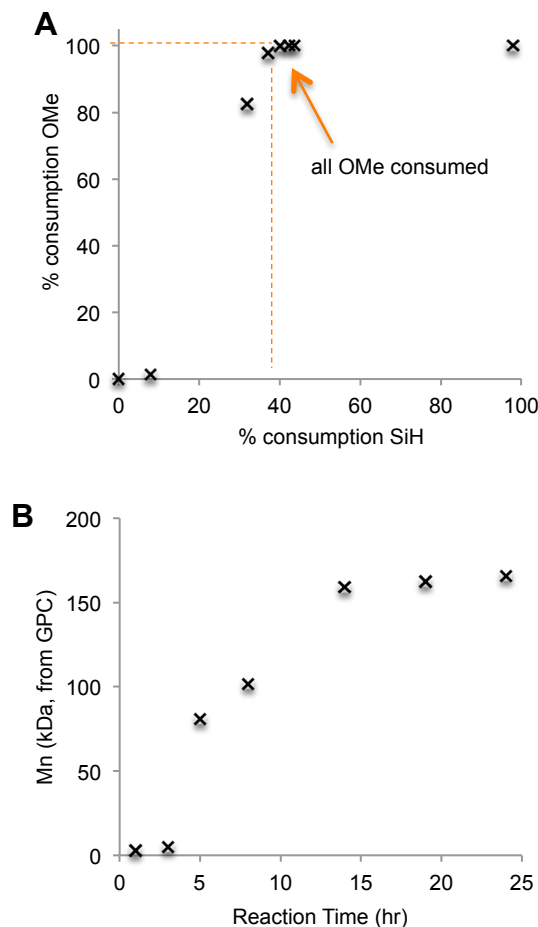 A
% consumption OMe
100
80
60
40
20
0
all OMe consumed
0 20 40 60 80 100
% consumption SiH
B
Mn (kDa, from GPC)
200
150
100
50
0
0 5 10 15 20 25
Reaction Time (hr)